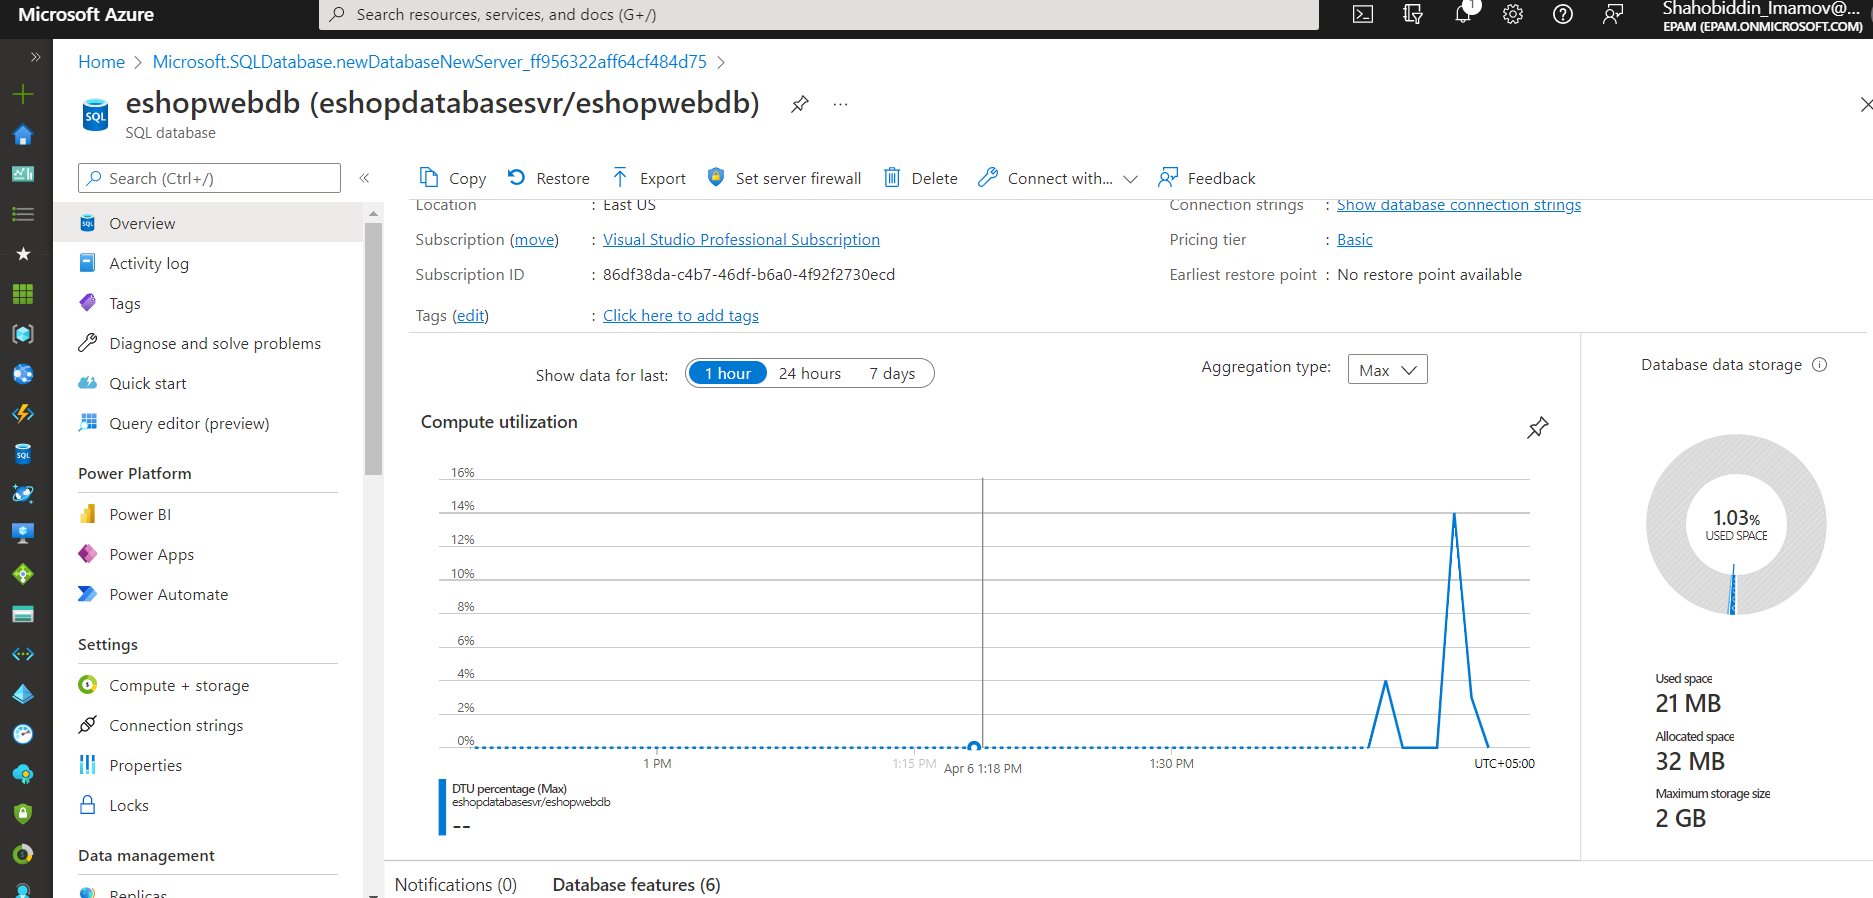 Microsoft Azure
Search resources, services, and docs (G+/)
1
Shahobiddin_Imamov@...
EPAM (EPAM.ONMICROSOFT.COM)
Home > Microsoft.SQLDatabase.newDatabaseNewServer_ff956322aff64cf484d75 >
eshopwebdb (eshopdatabasesvr/eshopwebdb)
...
SQL database
SQL
Search (Ctrl+/)
Overview
Activity log
Tags
Diagnose and solve problems
Quick start
Query editor (preview)
Power Platform
Power BI
Power Apps
Power Automate
Settings
Compute + storage
Connection strings
Properties
Locks
Data management
Replicas
Copy Restore Export Set server firewall Delete Connect with... Feedback
Location : East US
Subscription (move) : Visual Studio Professional Subscription
Subscription ID : 86df38da-c4b7-46df-b6a0-4f92f2730ecd
Tags (edit) : Click here to add tags
Connection strings : Show database connection strings
Pricing tier : Basic
Earliest restore point : No restore point available
Show data for last: 1 hour 24 hours 7 days
Aggregation type: Max
Compute utilization
16%
14%
12%
10%
8%
6%
4%
2%
0%
1 PM 1:15 PM Apr 6 1:18 PM 1:30 PM UTC+05:00
DTU percentage (Max)
eshopdatabasesvr/eshopwebdb
--
Database data storage
1.03%
USED SPACE
Used space
21 MB
Allocated space
32 MB
Maximum storage size
2 GB
Notifications (0) Database features (6)